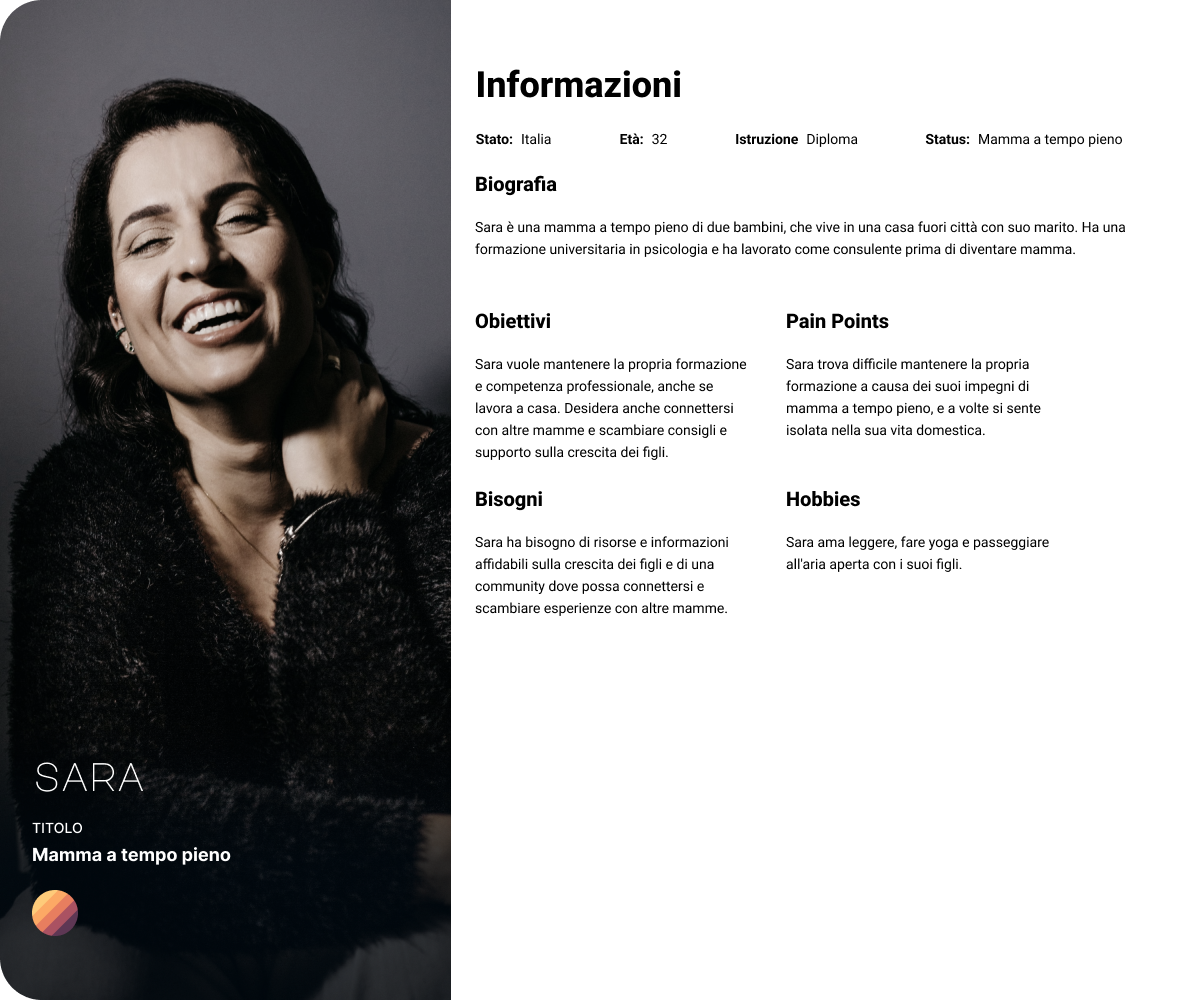 Informazioni
Stato: Italia Età: 32 Istruzione Diploma Status: Mamma a tempo pieno
Biografia
Sara è una mamma a tempo pieno di due bambini, che vive in una casa fuori città con suo marito. Ha una
formazione universitaria in psicologia e ha lavorato come consulente prima di diventare mamma.
Obiettivi
Sara vuole mantenere la propria formazione
e competenza professionale, anche se
lavora a casa. Desidera anche connettersi
con altre mamme e scambiare consigli e
supporto sulla crescita dei figli.
Pain Points
Sara trova difficile mantenere la propria
formazione a causa dei suoi impegni di
mamma a tempo pieno, e a volte si sente
isolata nella sua vita domestica.
Bisogni
Sara ha bisogno di risorse e informazioni
affidabili sulla crescita dei figli e di una
community dove possa connettersi e
scambiare esperienze con altre mamme.
Hobbies
Sara ama leggere, fare yoga e passeggiare
all'aria aperta con i suoi figli.
SARA
TITOLO
Mamma a tempo pieno